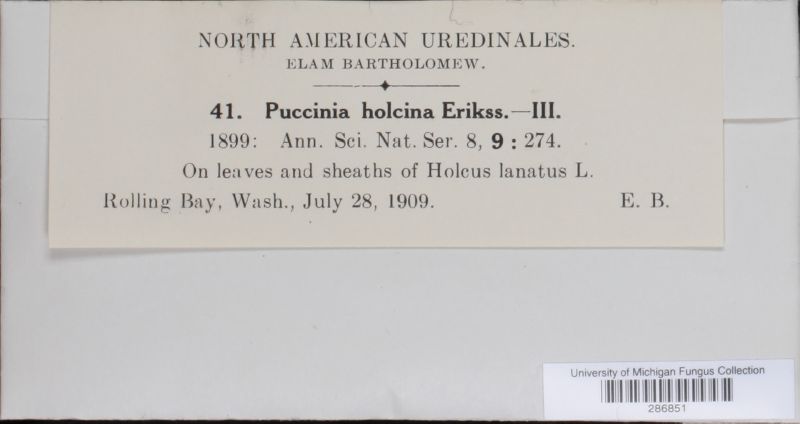 NORTH AMERICAN UREDINALES.
ELAM BARTHOLOMEW.
41. Puccinia holcina Erikss.—III.
1899: Ann. Sci. Nat. Ser. 8, 9 : 274.
On leaves and sheaths of Holcus lanatus L.
Rolling Bay, Wash., July 28, 1909. E. B.
University of Michigan Fungus Collection
286851